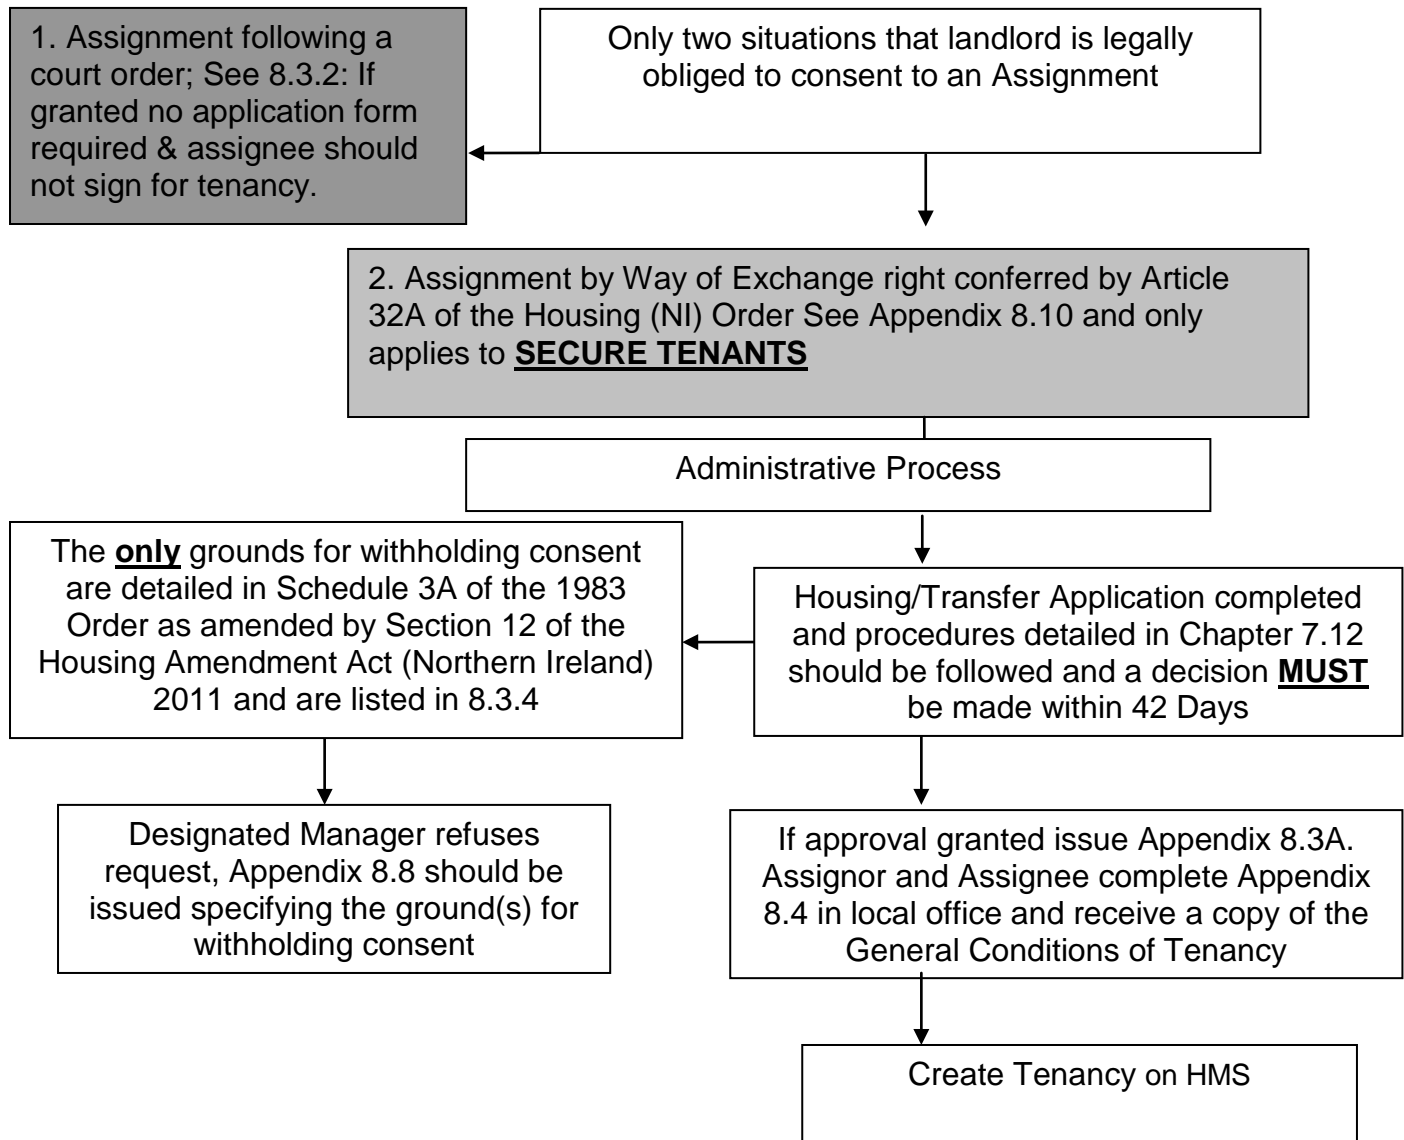 1. Assignment following a
court order; See 8.3.2: If
granted no application form
required & assignee should
not sign for tenancy.
Only two situations that landlord is legally
obliged to consent to an Assignment
2. Assignment by Way of Exchange right conferred by Article
32A of the Housing (NI) Order See Appendix 8.10 and only
applies to SECURE TENANTS
Administrative Process
The only grounds for withholding consent
are detailed in Schedule 3A of the 1983
Order as amended by Section 12 of the
Housing Amendment Act (Northern Ireland)
2011 and are listed in 8.3.4
Housing/Transfer Application completed
and procedures detailed in Chapter 7.12
should be followed and a decision MUST
be made within 42 Days
Designated Manager refuses
request, Appendix 8.8 should be
issued specifying the ground(s) for
withholding consent
If approval granted issue Appendix 8.3A.
Assignor and Assignee complete Appendix
8.4 in local office and receive a copy of the
General Conditions of Tenancy
Create Tenancy on HMS